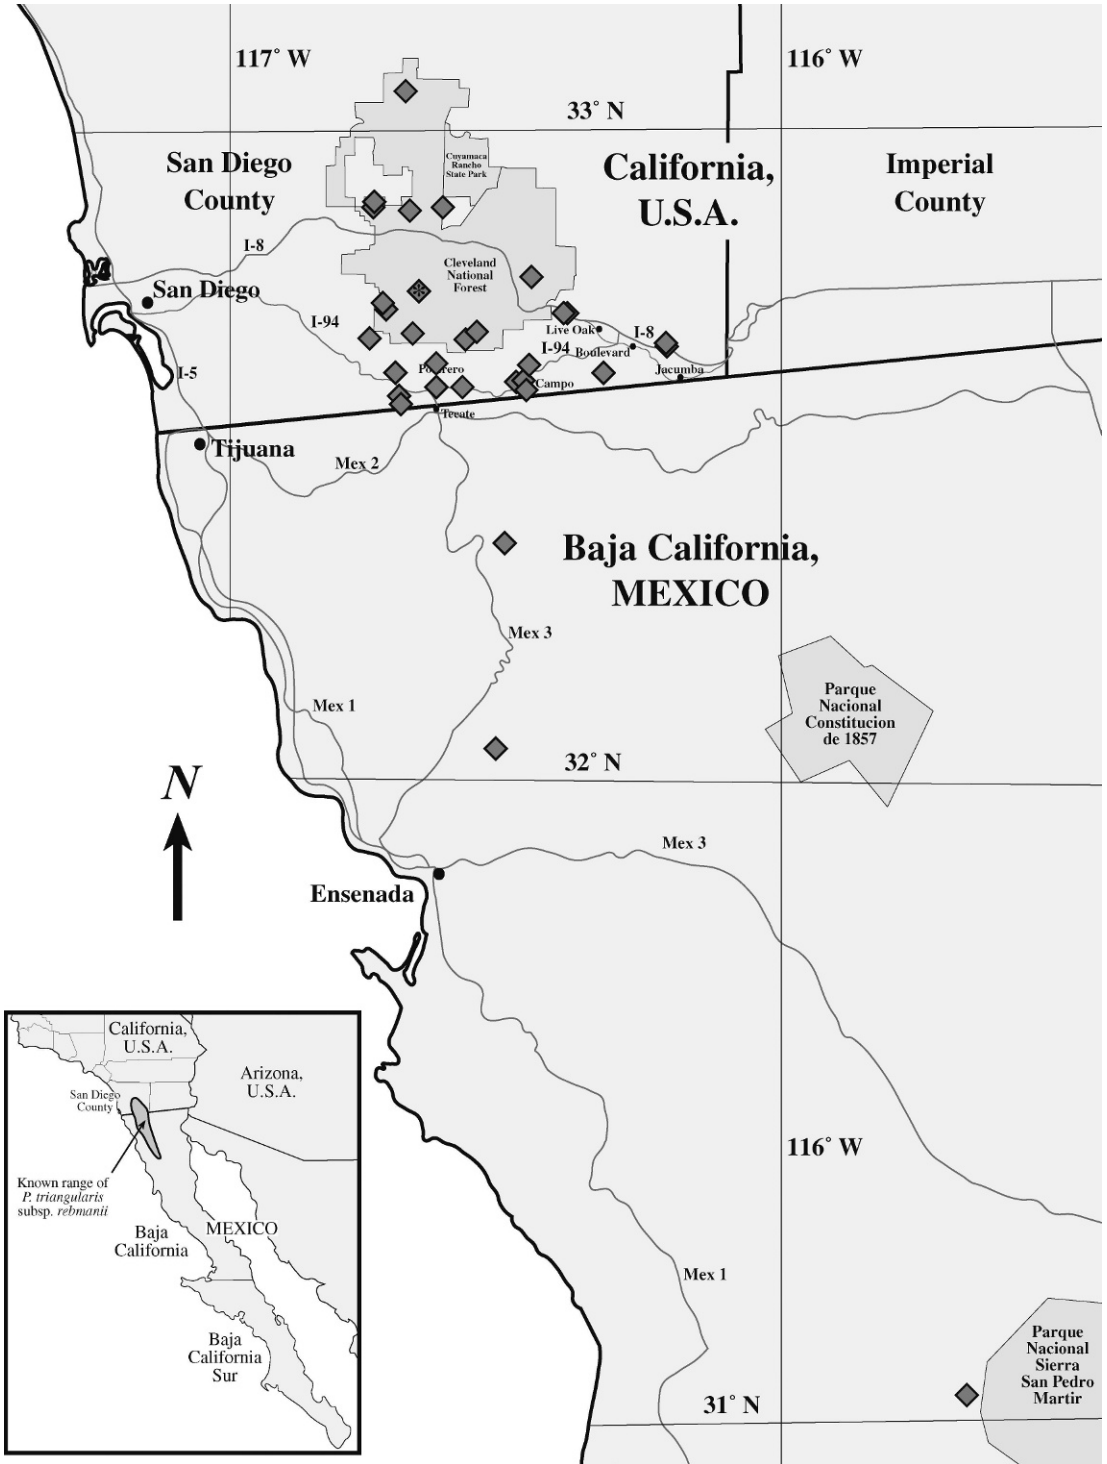 117° W
116° W
33° N
San Diego
County
Cuyamaca
Rancho
State Park
California,
U.S.A.
Imperial
County
I-8
Cleveland
National
Forest
San Diego
I-94
Live Oak
I-8
I-94
Boulevard
I-5
Potrero
Campo
Jacumba
Tecate
Tijuana
Mex 2
Baja California,
MEXICO
Mex 3
Mex 1
Parque
Nacional
Constitucion
de 1857
32° N
N
Mex 3
Ensenada
California,
U.S.A.
Arizona,
U.S.A.
San Diego
County
Known range of
P. triangularis
subsp. rebmanii
Baja
California
MEXICO
Baja
California
Sur
116° W
Mex 1
Parque
Nacional
Sierra
San Pedro
Martir
31° N